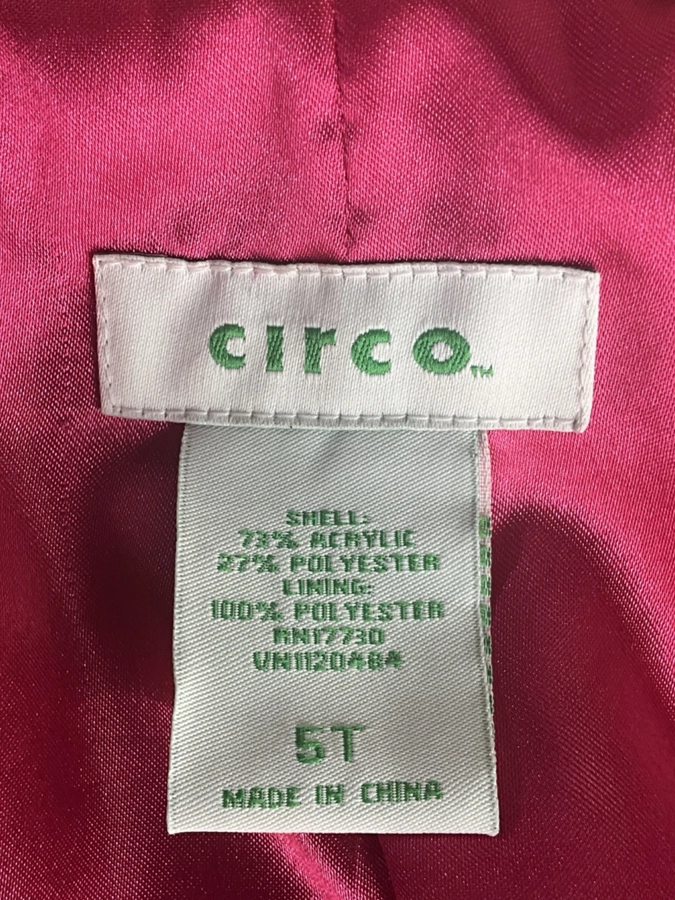 circo™
SHELL:
73% ACRYLIC
27% POLYESTER
LINING:
100% POLYESTER
RN17730
VN1120484
5T
MADE IN CHINA